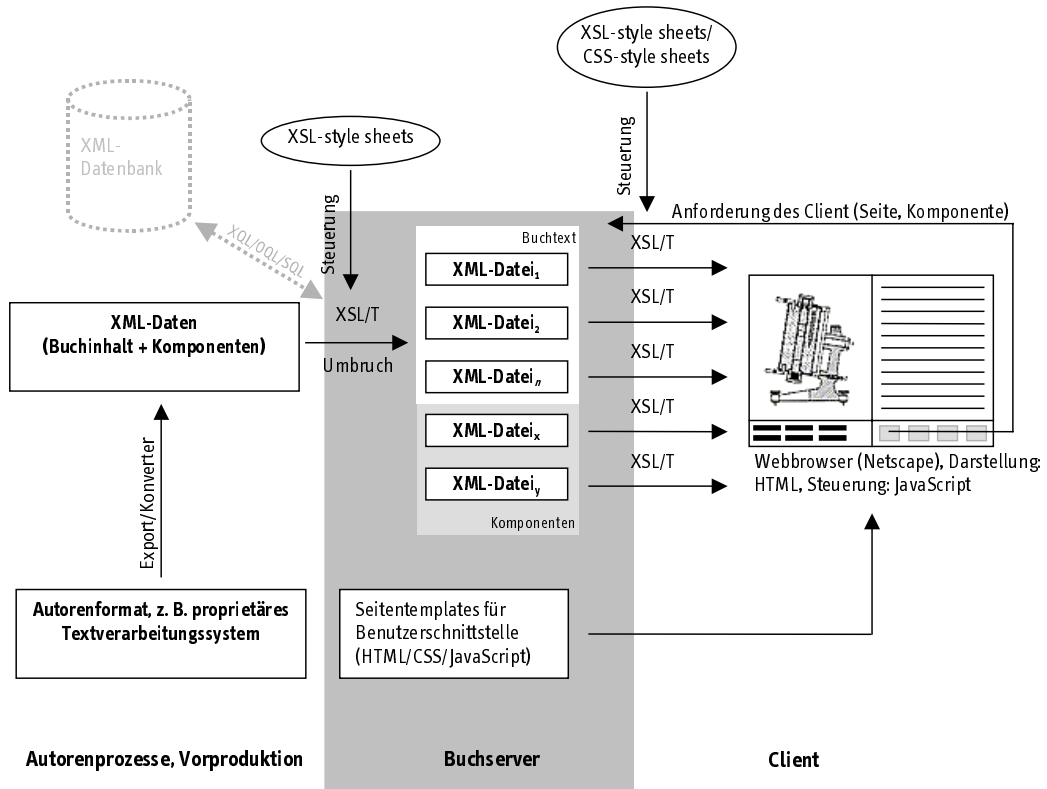 XSL-style sheets/
CSS-style sheets
XML-
Datenbank
XSL-style sheets
Steuerung
Steuerung
XQL/OQL/SQL
Anforderung des Client (Seite, Komponente)
Buchtext
XSL/T
XML-Datei1
XML-Daten
(Buchinhalt + Komponenten)
XSL/T
Umbruch
XSL/T
XML-Datei2
XSL/T
XML-Datein
XSL/T
XML-Dateix
XSL/T
XML-Dateiy
Komponenten
Webbrowser (Netscape), Darstellung:
HTML, Steuerung: JavaScript
Export/Konverter
Autorenformat, z. B. proprietäres
Textverarbeitungssystem
Seitentemplates für
Benutzerschnittstelle
(HTML/CSS/JavaScript)
Autorenprozesse, Vorproduktion
Buchserver
Client